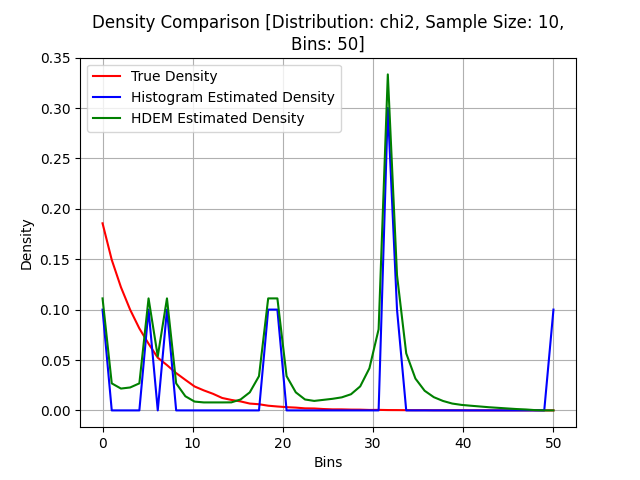 Density Comparison [Distribution: chi2, Sample Size: 10,
Bins: 50]
True Density
Histogram Estimated Density
HDEM Estimated Density
0.35
0.30
0.25
0.20
0.15
0.10
0.05
0.00
Density
0 10 20 30 40 50
Bins